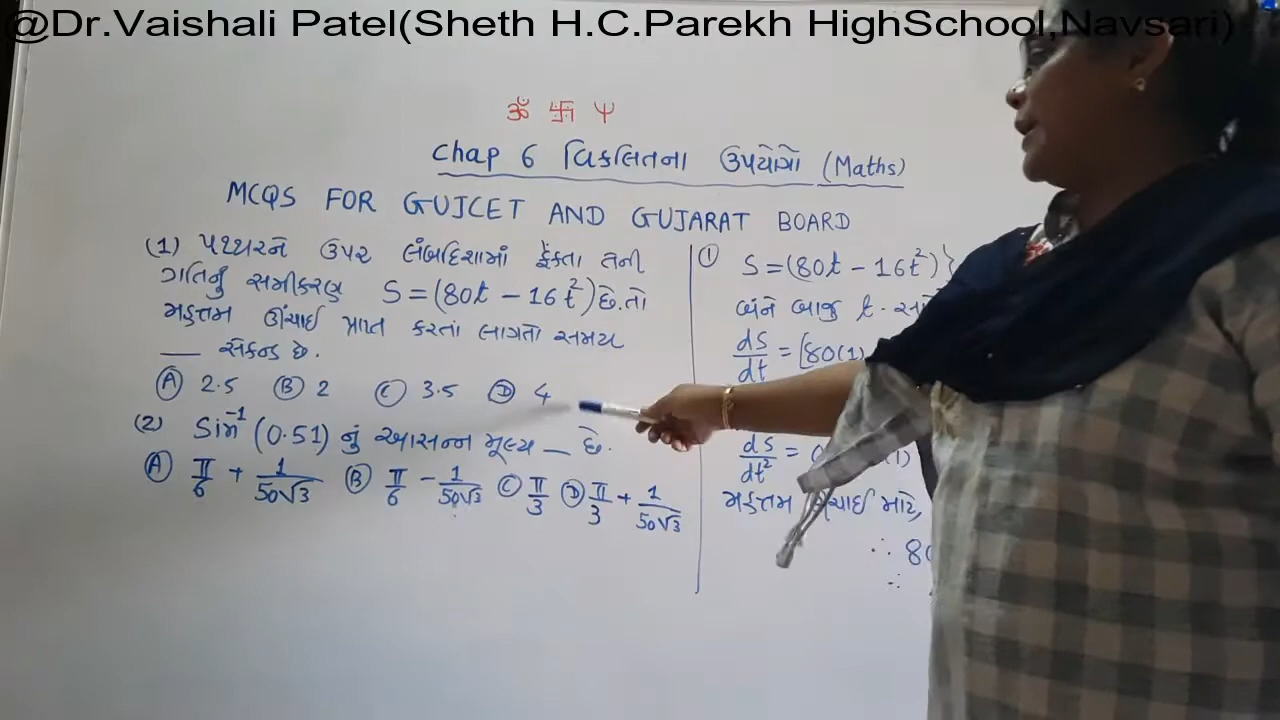 @Dr.Vaishali Patel(Sheth H.C.Parekh HighSchool,Navsari)
ૐ 卐 Ψ
Chap 6 વિકલિતના ઉપયોગો (Maths)
MCQS FOR GUJCET AND GUJARAT BOARD
(1) પથ્થરને ઉપર લંબદિશામાં ફેંકતા તેની
ગતિનું સમીકરણ S=(80t - 16t²) છે. તો
મહત્તમ ઊંચાઈ પ્રાપ્ત કરતાં લાગતો સમય
__ સેકન્ડ છે.
(A) 2.5 (B) 2 (C) 3.5 (D) 4
(2) Sin⁻¹ (0.51) નું આસન્ન મૂલ્ય _ છે.
(A) π/6 + 1/50√3 (B) π/6 - 1/50√3 (C) π/3 (D) π/3 + 1/50√3
① S=(80t - 16t²)}
બંને બાજુ t.
ds/dt = [80(1)
ds/dt² =
મહત્તમ ઊંચાઈ માટે,
∴ 80
∴